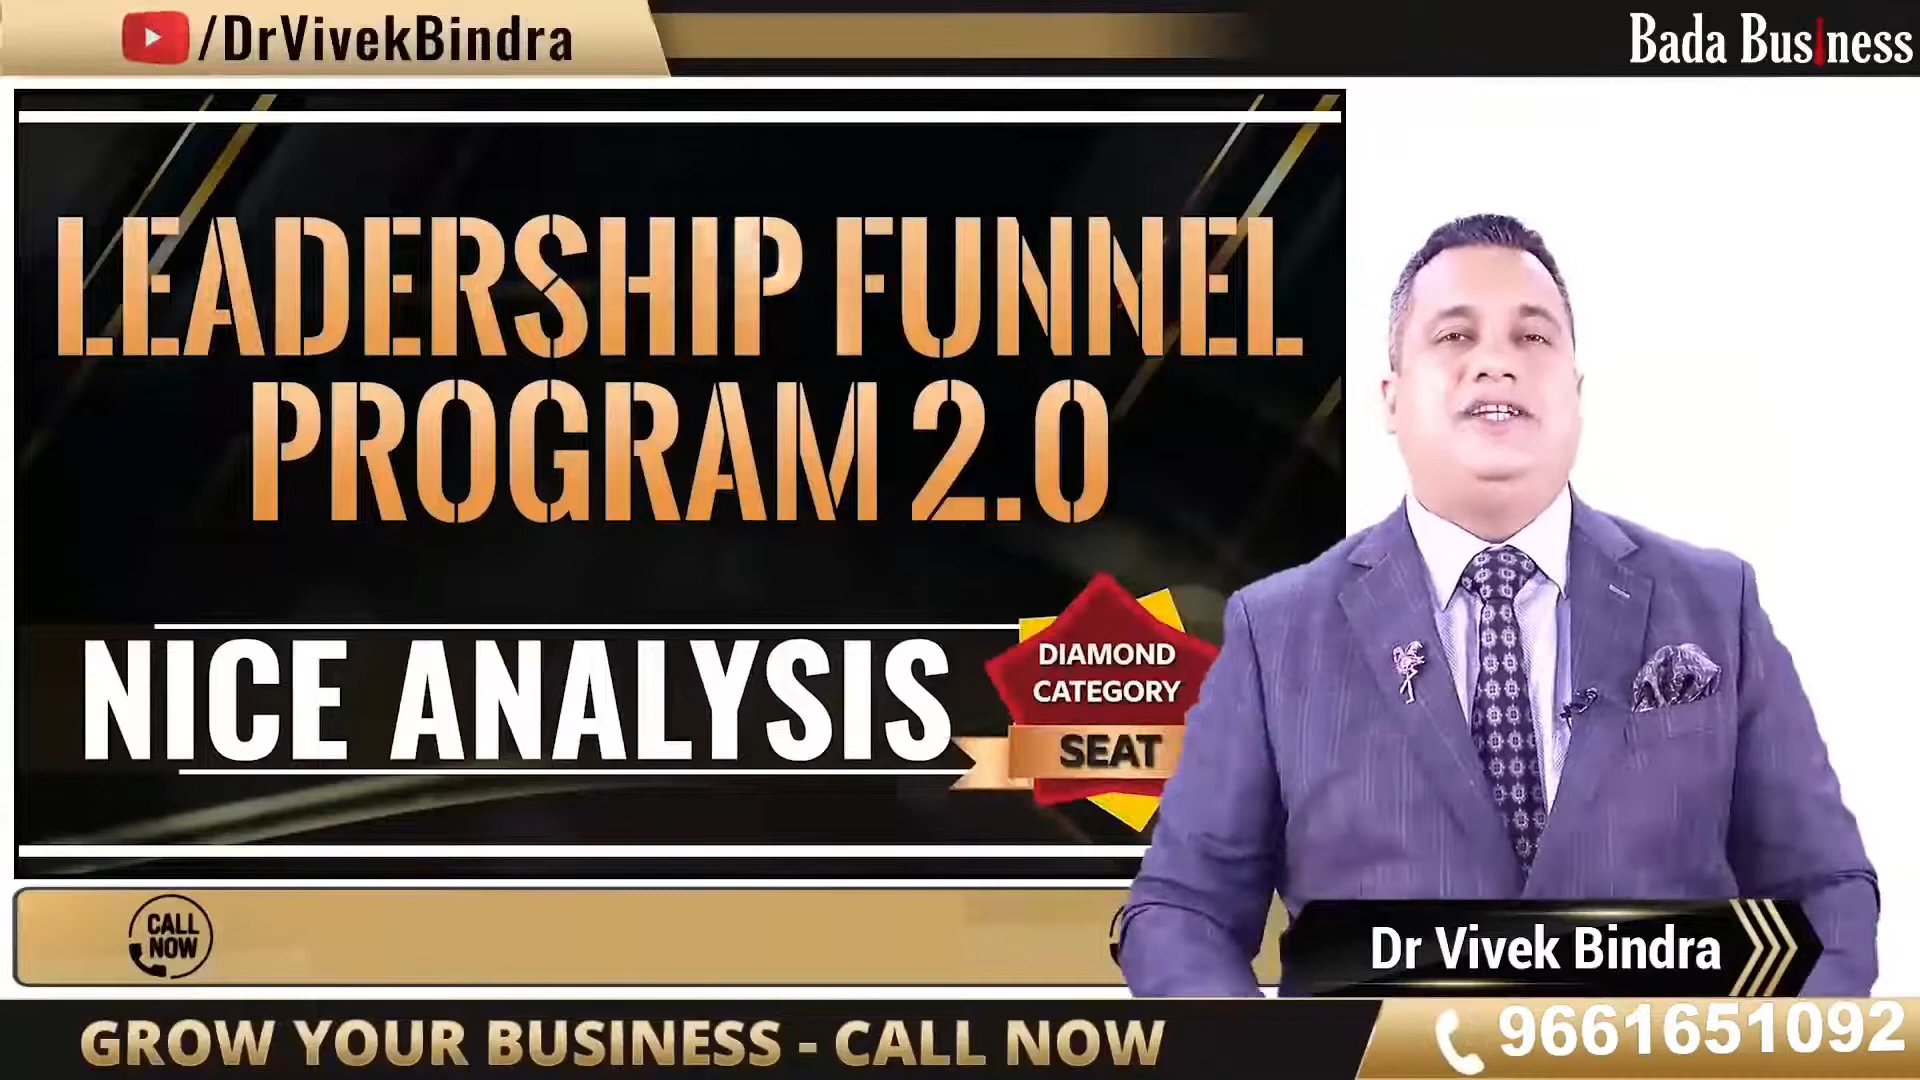 /DrVivekBindra
Bada Business
LEADERSHIP FUNNEL
PROGRAM 2.0
NICE ANALYSIS
DIAMOND
CATEGORY
SEAT
CALL
NOW
Dr Vivek Bindra
GROW YOUR BUSINESS - CALL NOW
9661651092